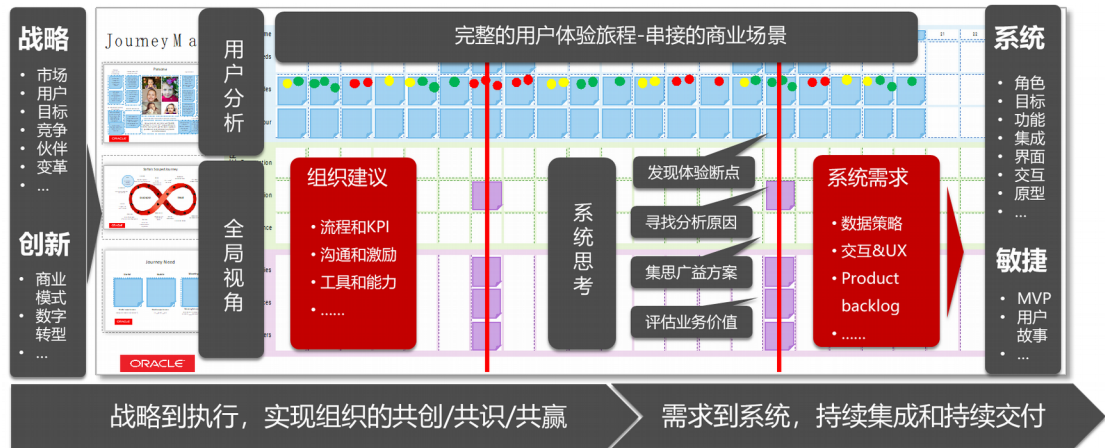 战略
• 市场
• 用户
• 目标
• 竞争
• 伙伴
• 变革
• ...
创新
• 商业
模式
• 数字
转型
• ...
Journey Ma
Persona
ORACLE
Journey friend
ORACLE
用户分析
全局视角
完整的用户体验旅程-串接的商业场景
组织建议
• 流程和KPI
• 沟通和激励
• 工具和能力
• ......
系统思考
发现体验断点
寻找分析原因
集思广益方案
评估业务价值
系统需求
• 数据策略
• 交互&UX
• Product
backlog
• ......
系统
• 角色
• 目标
• 功能
• 集成
• 界面
• 交互
• 原型
• ...
敏捷
• MVP
• 用户
故事
• ...
ORACLE
战略到执行，实现组织的共创/共识/共赢
需求到系统，持续集成和持续交付